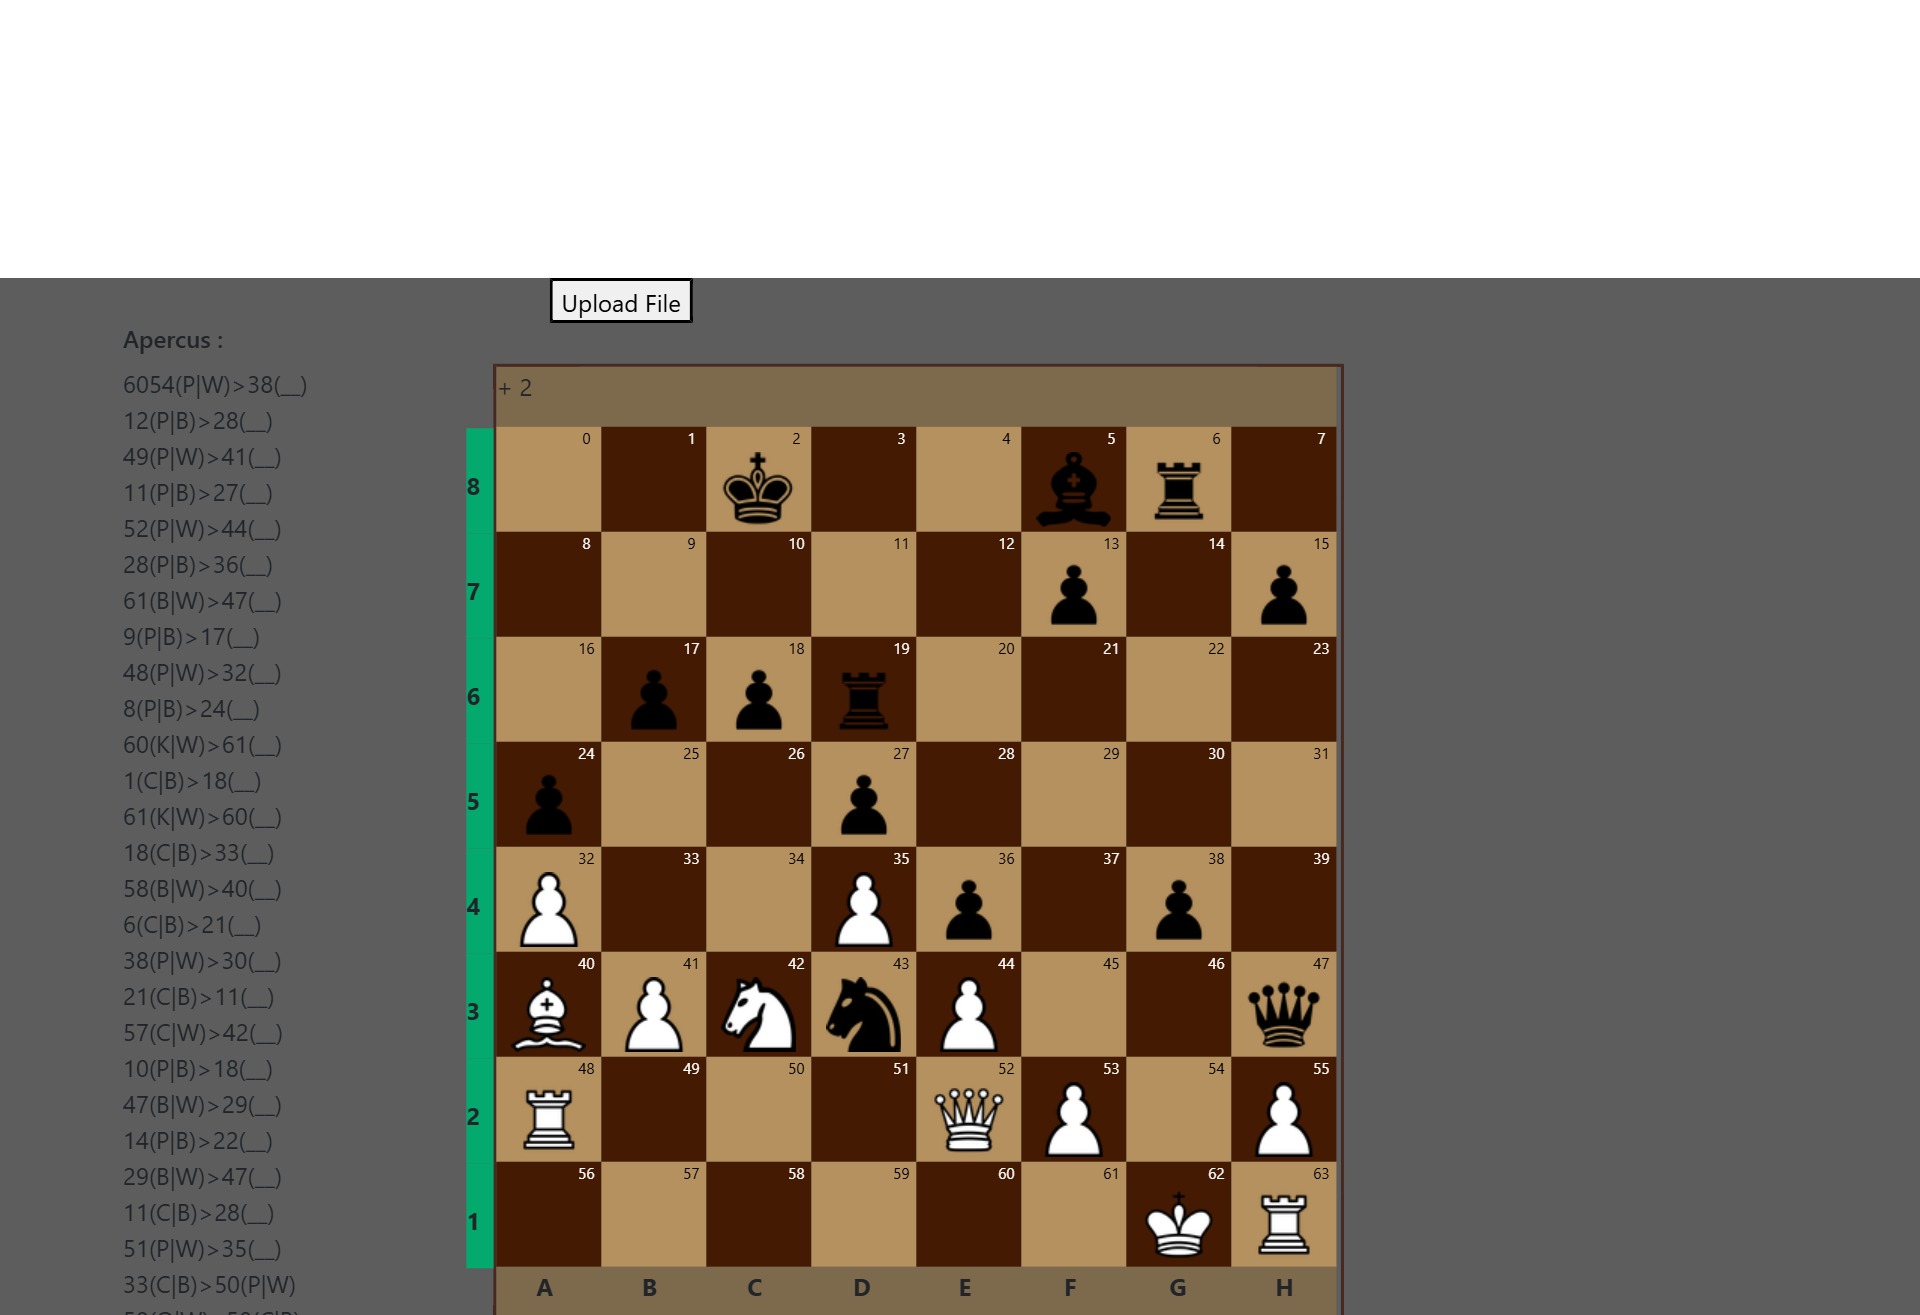 Upload File
Apercus :
6054(P|W)>38(__)
12(P|B)>28(__)
49(P|W)>41(__)
11(P|B)>27(__)
52(P|W)>44(__)
28(P|B)>36(__)
61(B|W)>47(__)
9(P|B)>17(__)
48(P|W)>32(__)
8(P|B)>24(__)
60(K|W)>61(__)
1(C|B)>18(__)
61(K|W)>60(__)
18(C|B)>33(__)
58(B|W)>40(__)
6(C|B)>21(__)
38(P|W)>30(__)
21(C|B)>11(__)
57(C|W)>42(__)
10(P|B)>18(__)
47(B|W)>29(__)
14(P|B)>22(__)
29(B|W)>47(__)
11(C|B)>28(__)
51(P|W)>35(__)
33(C|B)>50(P|W)
+ 2
0 1 2 3 4 5 6 7
8
8 9 10 11 12 13 14 15
7
16 17 18 19 20 21 22 23
6
24 25 26 27 28 29 30 31
5
32 33 34 35 36 37 38 39
4
40 41 42 43 44 45 46 47
3
48 49 50 51 52 53 54 55
2
56 57 58 59 60 61 62 63
1
A B C D E F G H